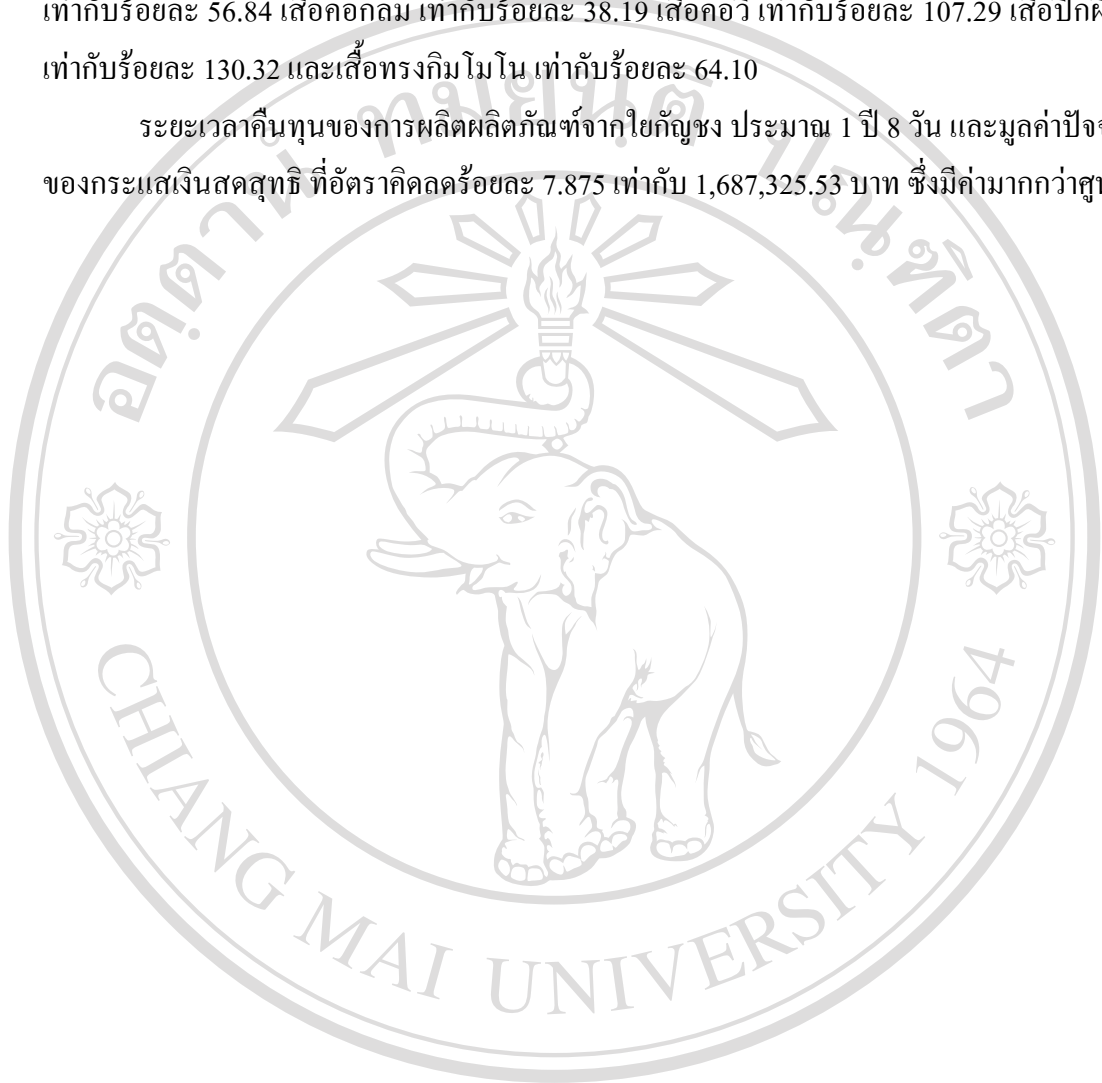 เท่ากับร้อยละ 56.84 เสื้อคอกลม เท่ากับร้อยละ 38.19 เสื้อคอวี เท่ากับร้อยละ 107.29
เท่ากับร้อยละ 130.32 และเสื้อทรงกิมโมโน เท่ากับร้อยละ 64.10
ระยะเวลาคืนทุนของการผลิตผลิตภัณฑ์จากใยกัญชง ประมาณ 1 ปี 8 วัน และมูลค่าปัจจ
ของกระแสเงินสดสุทธิ ที่อัตราคิดลดร้อยละ 7.875 เท่ากับ 1,687,325.53 บาท ซึ่งมีค่ามากกว่าศูน
อตฺตานํ ทมยนฺติ ปณฺฑิตา
CHIANG MAI UNIVERSITY 1964